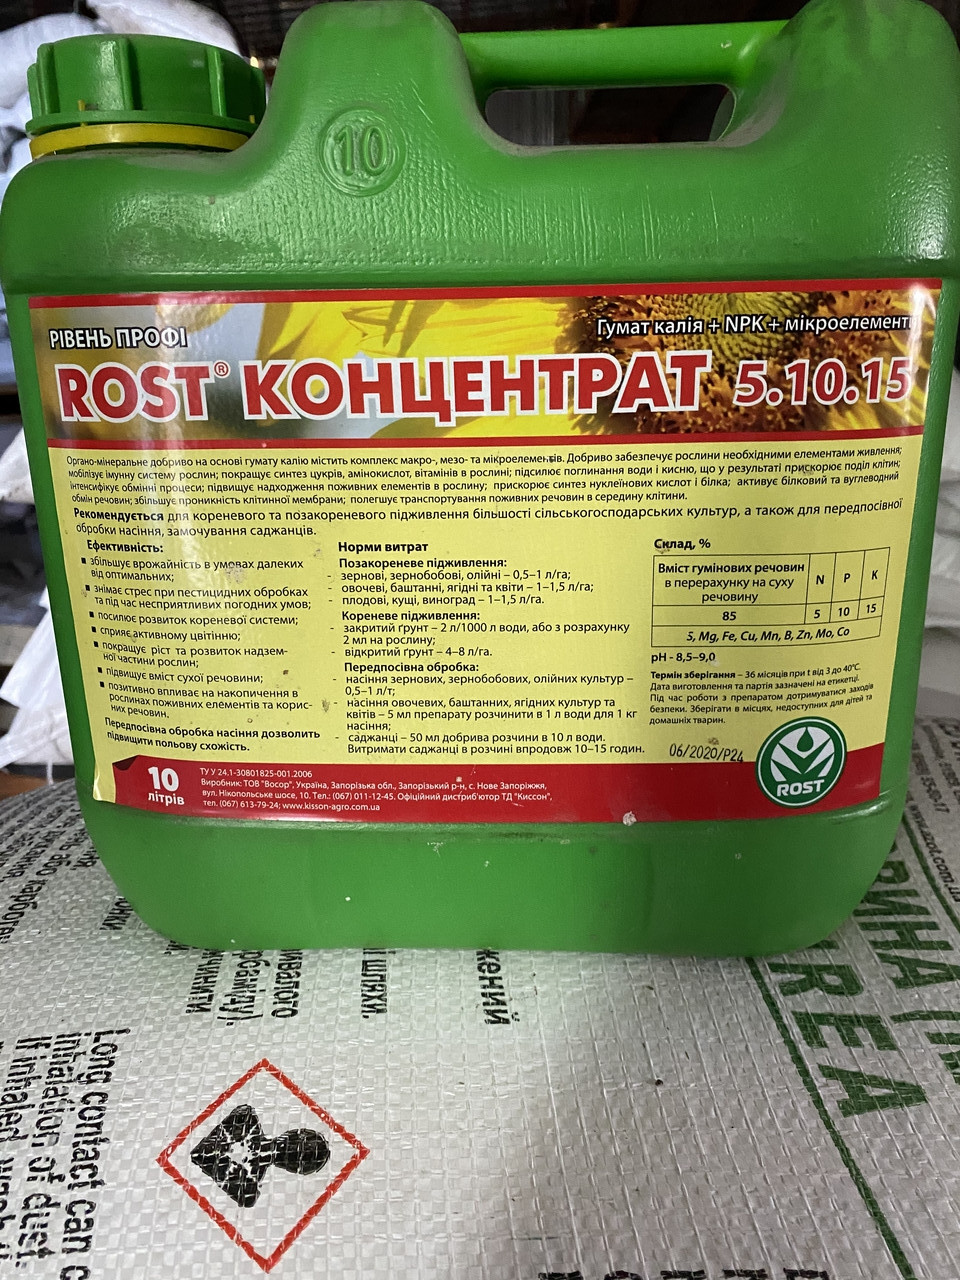 10
РІВЕНЬ ПРОФІ
Гумат калія + NPK + мікроелементи
ROST® КОНЦЕНТРАТ 5.10.15
Органо-мінеральне добриво на основі гумату калію містить комплекс макро-, мезо- та мікроелементів. Добриво забезпечує рослини необхідними елементами живлення;
мобілізує імунну систему рослин; покращує синтез цукрів, амінокислот, вітамінів в рослині; підсилює поглинання води і кисню, що у результаті прискорює поділ клітин;
інтенсифікує обмінні процеси; підвищує надходження поживних елементів в рослину; прискорює синтез нуклеїнових кислот і білка; активує білковий та вуглеводний
обмін речовин; збільшує проникність клітинної мембрани; полегшує транспортування поживних речовин в середину клітини.
Рекомендується для кореневого та позакореневого підживлення більшості сільськогосподарських культур, а також для передпосівної
обробки насіння, замочування саджанців.
Ефективність:
▪ збільшує врожайність в умовах далеких
від оптимальних;
▪ знімає стрес при пестицидних обробках
та під час несприятливих погодних умов;
▪ посилює розвиток кореневої системи;
▪ сприяє активному цвітінню;
▪ покращує ріст та розвиток надзем-
ної частини рослин;
▪ підвищує вміст сухої речовини;
▪ позитивно впливає на накопичення в
рослинах поживних елементів та корис-
них речовин.
Передпосівна обробка насіння дозволить
підвищити польову схожість.
Норми витрат
Позакореневе підживлення:
- зернові, зернобобові, олійні – 0,5–1 л/га;
- овочеві, баштанні, ягідні та квіти – 1–1,5 л/га;
- плодові, кущі, виноград – 1–1,5 л/га.
Кореневе підживлення:
- закритий ґрунт – 2 л/1000 л води, або з розрахунку
2 мл на рослину;
- відкритий ґрунт – 4–8 л/га.
Передпосівна обробка:
- насіння зернових, зернобобових, олійних культур –
0,5–1 л/т;
- насіння овочевих, баштанних, ягідних культур та
квітів – 5 мл препарату розчинити в 1 л води для 1 кг
насіння;
- саджанці – 50 мл добрива розчини в 10 л води.
Витримати саджанці в розчині впродовж 10–15 годин.
Склад, %
Вміст гумінових речовин
в перерахунку на суху
речовину
N P K
85 5 10 15
S, Mg, Fe, Cu, Mn, B, Zn, Mo, Co
pH - 8,5–9,0
Термін зберігання – 36 місяців при t від 3 до 40°С.
Дата виготовлення та партія зазначені на етикетці.
Під час роботи з препаратом дотримуватися заходів
безпеки. Зберігати в місцях, недоступних для дітей та
домашніх тварин.
06/2020/P24
ROST
10
літрів
ТУ У 24.1-30801825-001.2006
Виробник: ТОВ "Восор", Україна, Запорізька обл., Запорізький р-н, с. Нове Запоріжжя,
вул. Нікопольське шосе, 10. Тел.: (067) 011-12-45. Офіційний дистриб'ютор ТД "Киссон",
тел. (067) 613-79-24; www.kisson-agro.com.ua
www.azot.com.ua
UREA
Long contact can c
inhalation of dust.
If inhaled